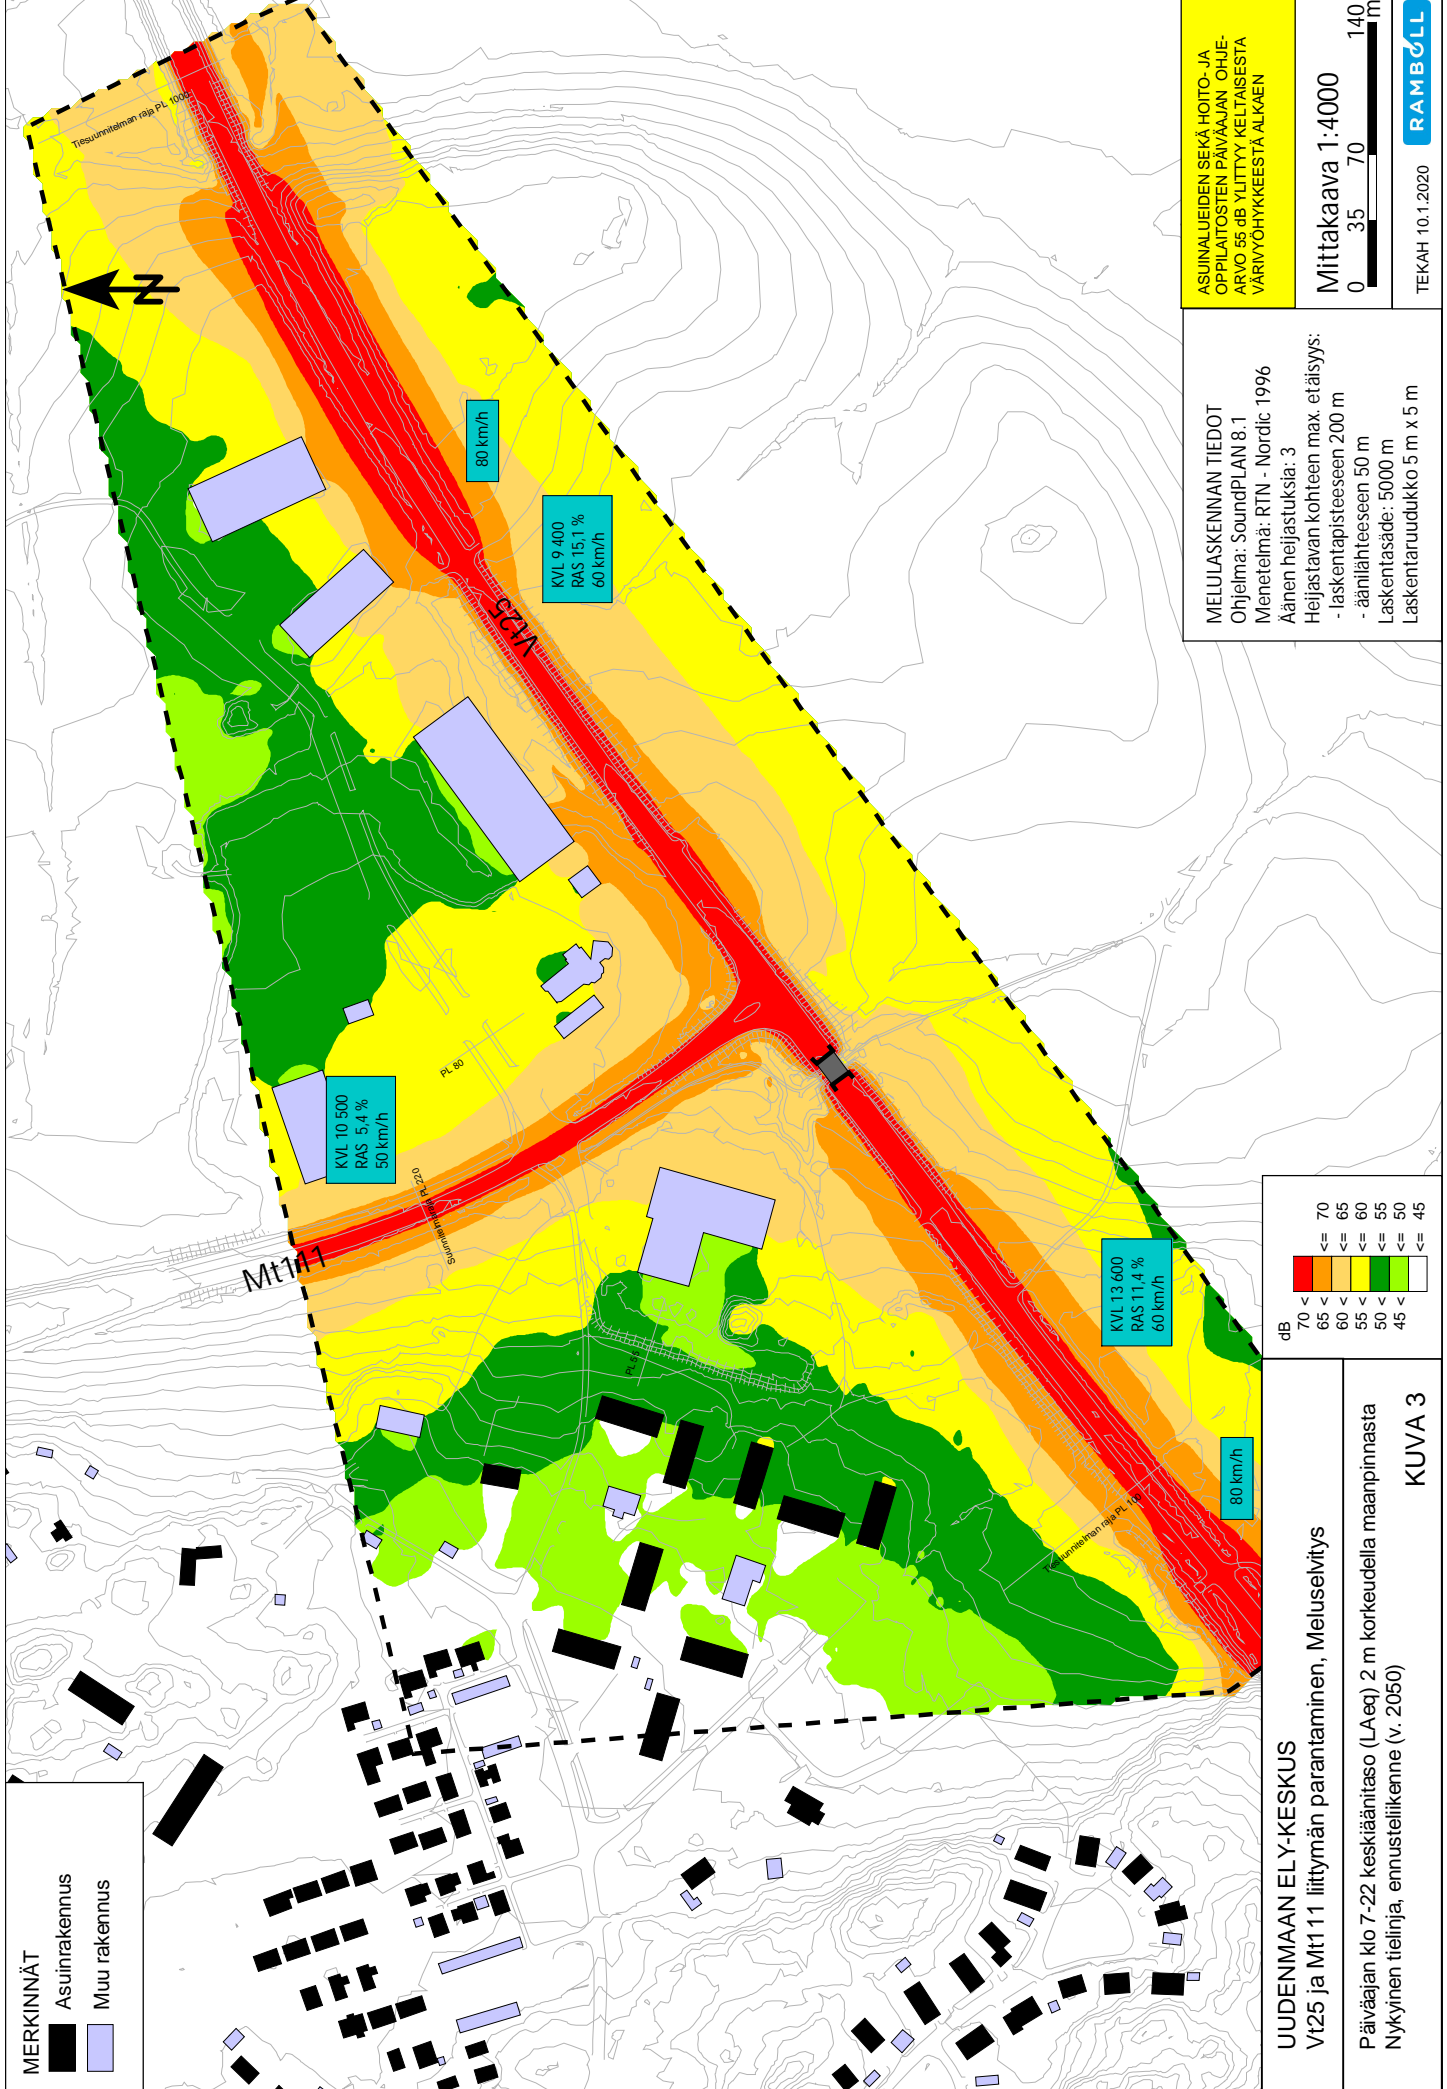 MERKINNÄT
Asuinrakennus
Muu rakennus
Mt111
Vt25
N
Tiesuunnitelman raja PL 1000
Suunnitelmaraja PL 220
PL 80
PL 55
Tiesuunnitelman raja PL 100
KVL 10 500
RAS 5,4 %
50 km/h
80 km/h
KVL 9 400
RAS 15,1 %
60 km/h
KVL 13 600
RAS 11,4 %
60 km/h
80 km/h
UUDENMAAN ELY-KESKUS
Vt25 ja Mt111 liittymän parantaminen, Meluselvitys
Päiväajan klo 7-22 keskiäänitaso (LAeq) 2 m korkeudella maanpinnasta
Nykyinen tielinja, ennusteliikenne (v. 2050)
KUVA 3
dB
70 <
65 < <= 70
60 < <= 65
55 < <= 60
50 < <= 55
45 < <= 50
<= 45
MELULASKENNAN TIEDOT
Ohjelma: SoundPLAN 8.1
Menetelmä: RTN - Nordic 1996
Äänen heijastuksia: 3
Heijastavan kohteen max. etäisyys:
- laskentapisteeseen 200 m
- äänilähteeseen 50 m
Laskentasäde: 5000 m
Laskentaruudukko 5 m x 5 m
ASUINALUEIDEN SEKÄ HOITO- JA
OPPILAITOSTEN PÄIVÄAJAN OHJE-
ARVO 55 dB YLITTYY KELTAISESTA
VÄRIVYÖHYKKEESTÄ ALKAEN
Mittakaava 1:4000
0 35 70 140
m
TEKAH 10.1.2020
RAMBOLL